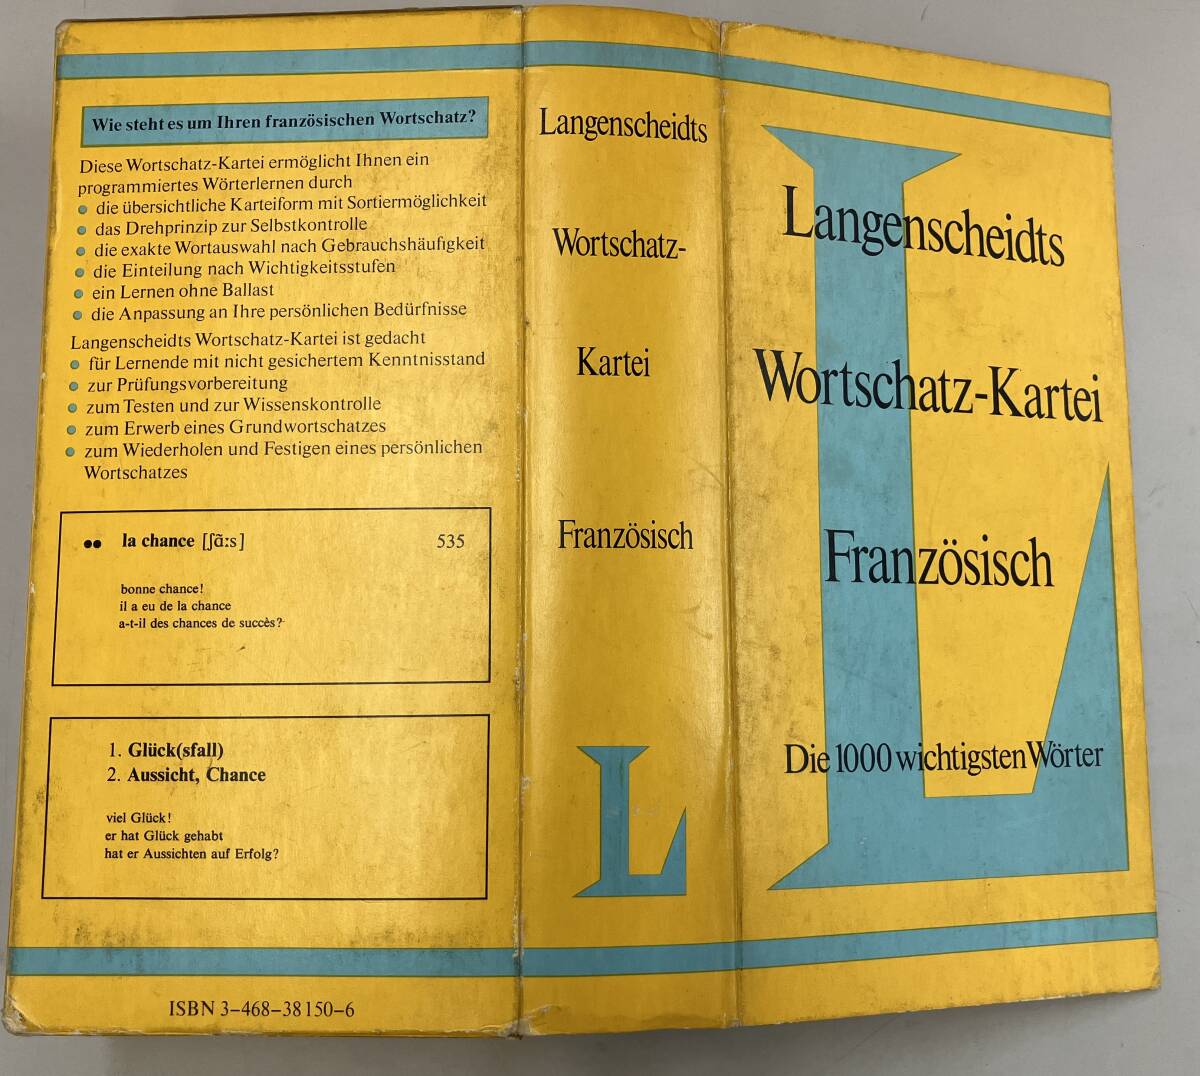 Wie steht es um Ihren französischen Wortschatz?
Diese Wortschatz-Kartei ermöglicht Ihnen ein
programmiertes Wörterlernen durch
● die übersichtliche Karteiform mit Sortiermöglichkeit
● das Drehprinzip zur Selbstkontrolle
● die exakte Wortauswahl nach Gebrauchshäufigkeit
● die Einteilung nach Wichtigkeitsstufen
● ein Lernen ohne Ballast
● die Anpassung an Ihre persönlichen Bedürfnisse
Langenscheidts Wortschatz-Kartei ist gedacht
● für Lernende mit nicht gesichertem Kenntnisstand
● zur Prüfungsvorbereitung
● zum Testen und zur Wissenskontrolle
● zum Erwerb eines Grundwortschatzes
● zum Wiederholen und Festigen eines persönlichen
Wortschatzes
●● la chance [ʃɑ̃:s] 535
bonne chance!
il a eu de la chance
a-t-il des chances de succès?
1. Glück(sfall)
2. Aussicht, Chance
viel Glück!
er hat Glück gehabt
hat er Aussichten auf Erfolg?
ISBN 3-468-38150-6
Langenscheidts
Wortschatz-
Kartei
Französisch
L
Langenscheidts
Wortschatz-Kartei
Französisch
Die 1000 wichtigsten Wörter
L